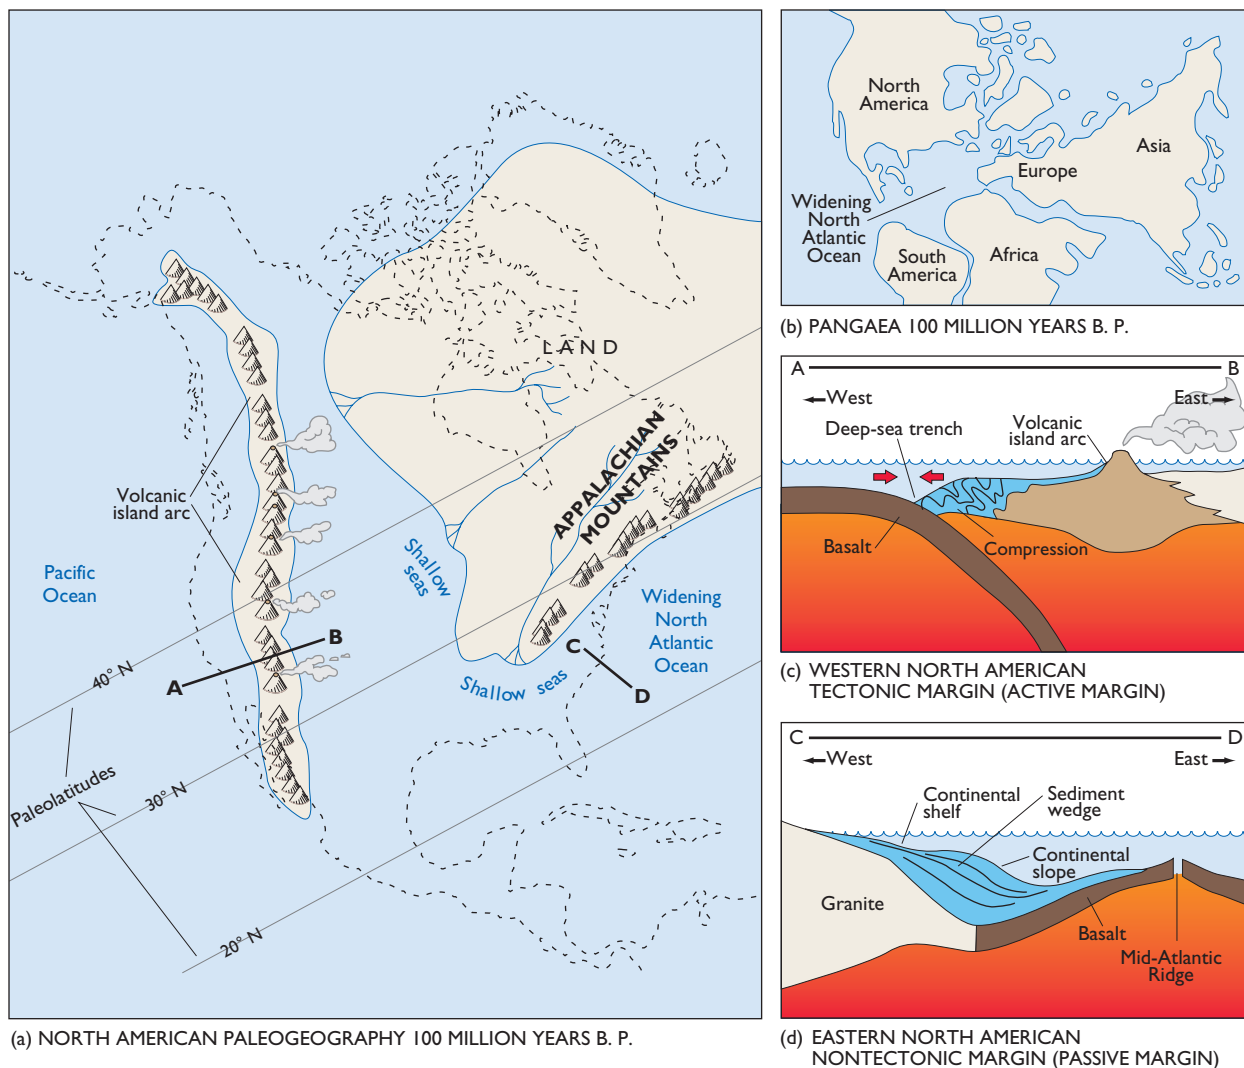 LAND
APPALACHIAN
MOUNTAINS
Volcanic
island arc
Pacific
Ocean
Shallow
seas
Widening
North
Atlantic
Ocean
A
B
C
D
Shallow seas
40° N
30° N
20° N
Paleolatitudes
(a) NORTH AMERICAN PALEOGEOGRAPHY 100 MILLION YEARS B. P.
North
America
Asia
Europe
Widening
North
Atlantic
Ocean
South
America
Africa
(b) PANGAEA 100 MILLION YEARS B. P.
A
B
West
East
Deep-sea trench
Volcanic
island arc
Basalt
Compression
(c) WESTERN NORTH AMERICAN
TECTONIC MARGIN (ACTIVE MARGIN)
C
D
West
East
Continental
shelf
Sediment
wedge
Continental
slope
Granite
Basalt
Mid-Atlantic
Ridge
(d) EASTERN NORTH AMERICAN
NONTECTONIC MARGIN (PASSIVE MARGIN)